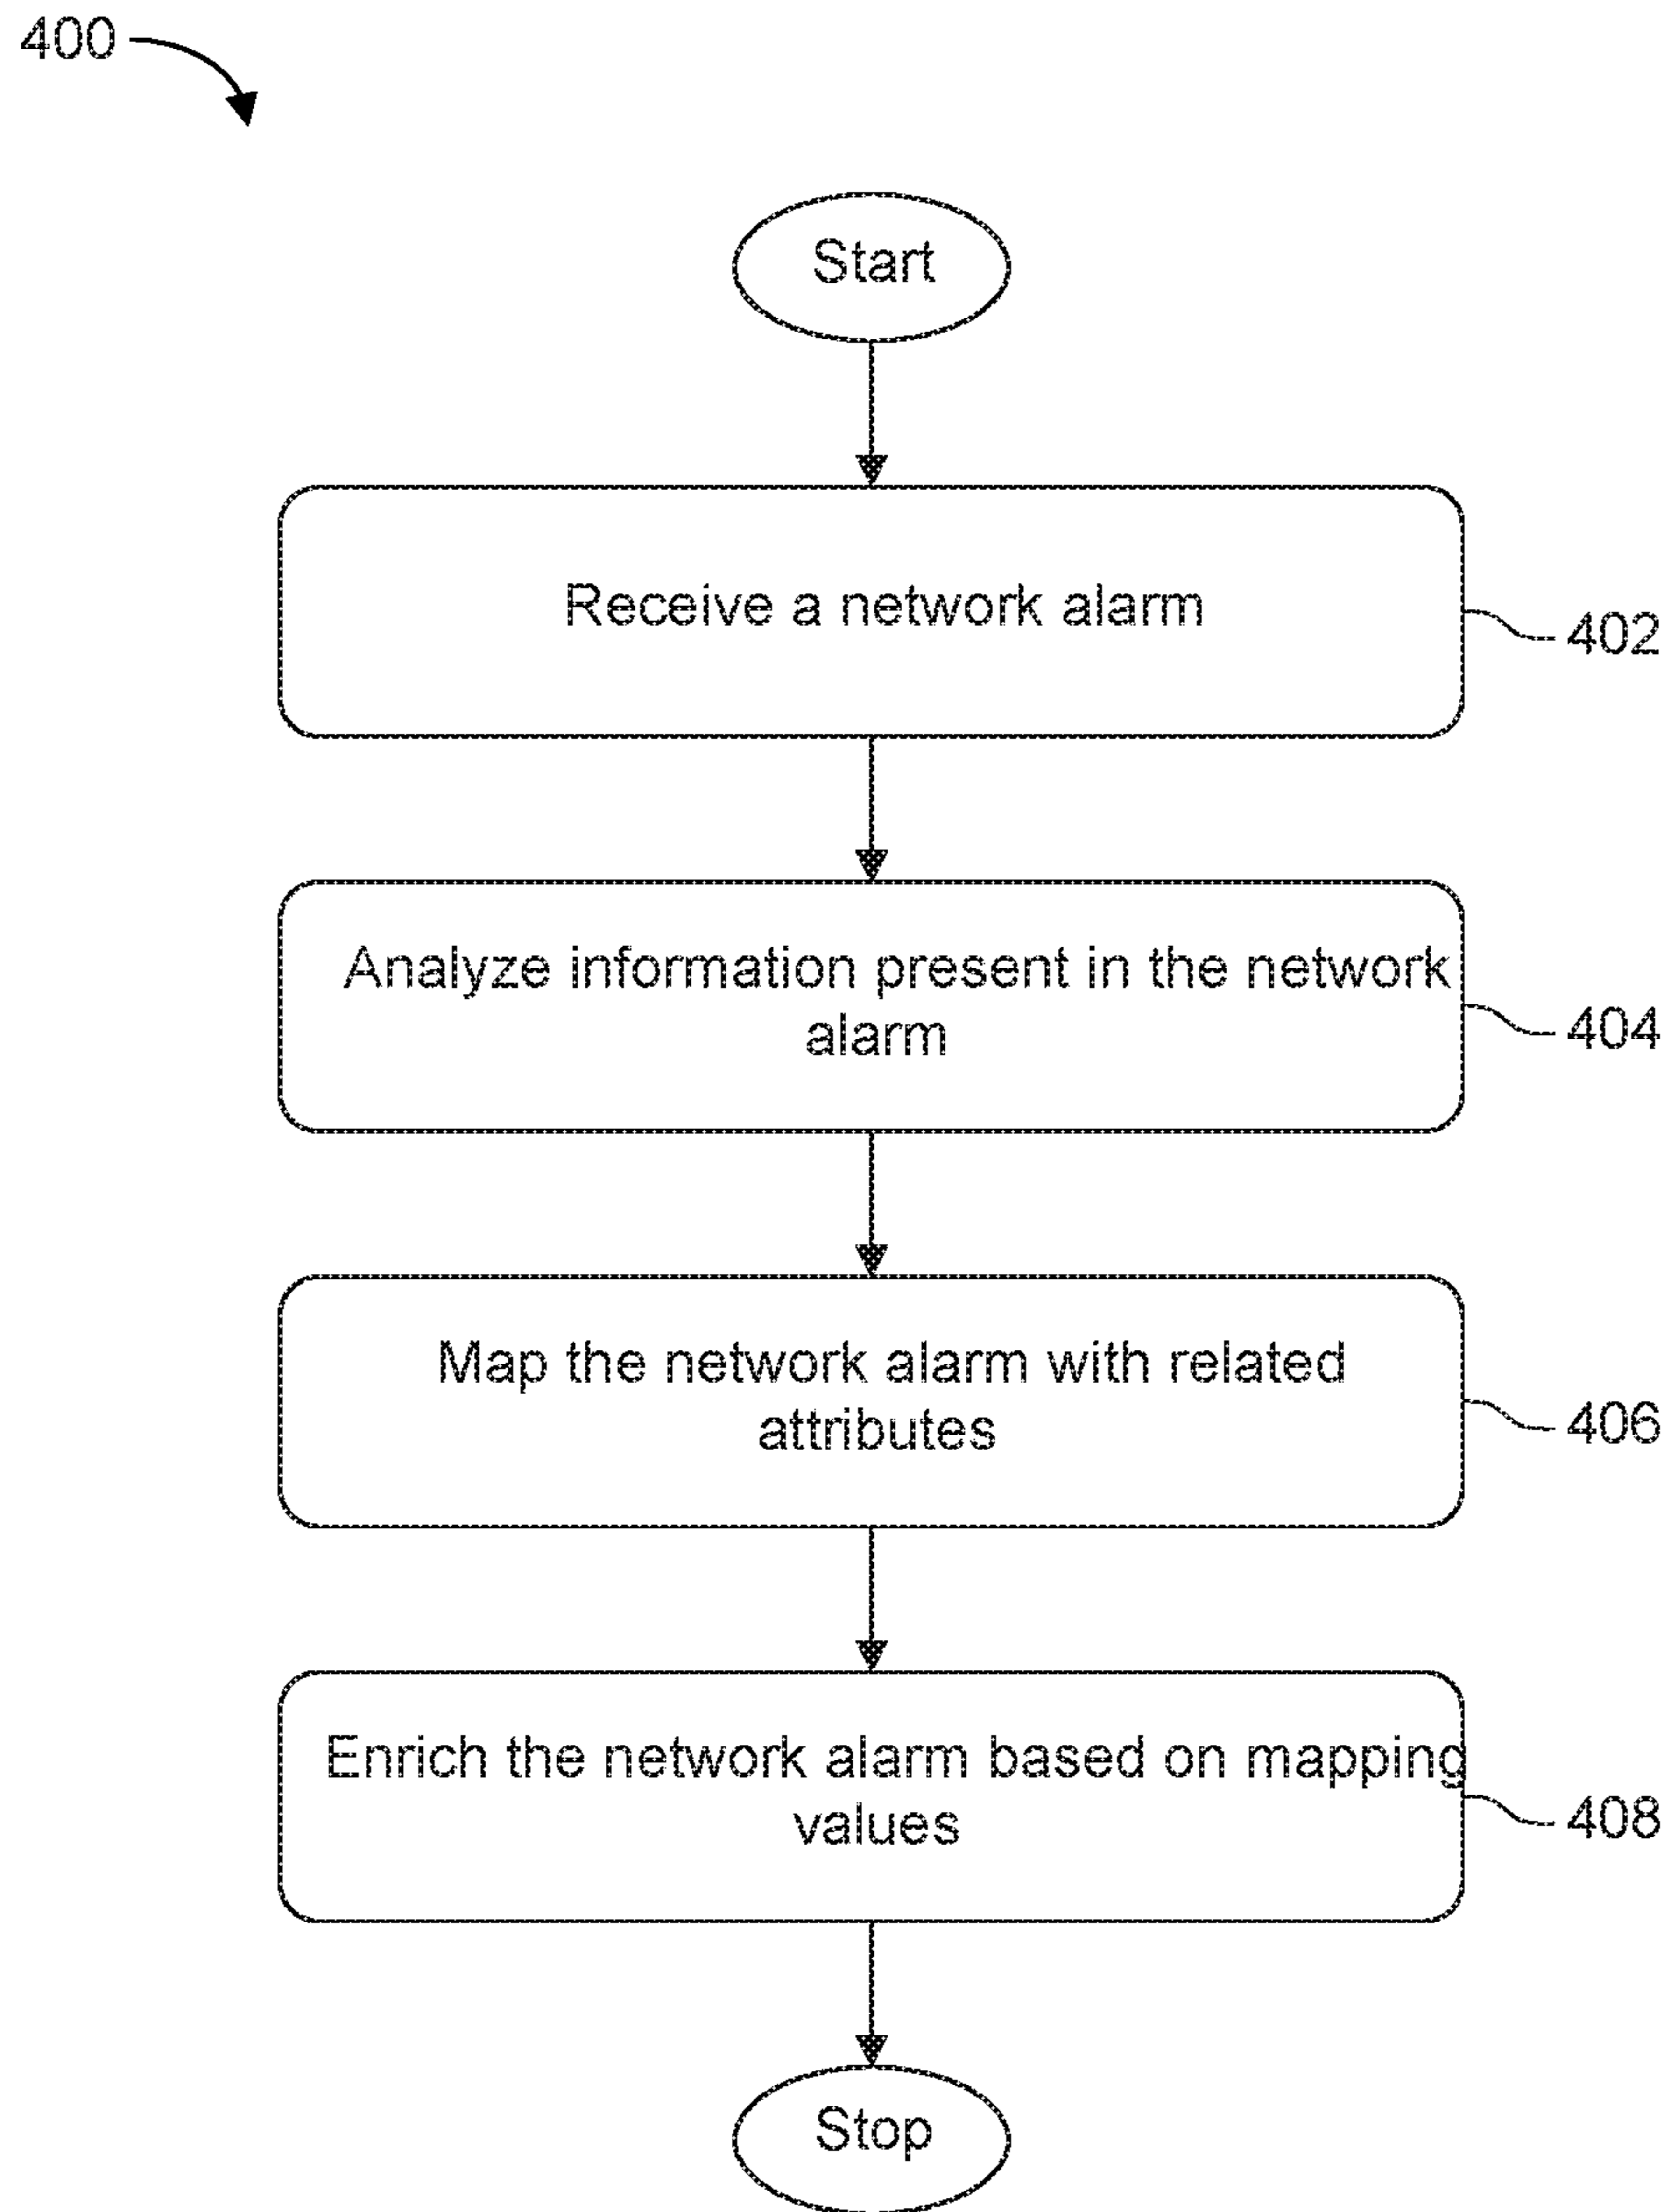 400
Start
Receive a network alarm
402
Analyze information present in the network
alarm
404
Map the network alarm with related
attributes
406
Enrich the network alarm based on mapping
values
408
Stop